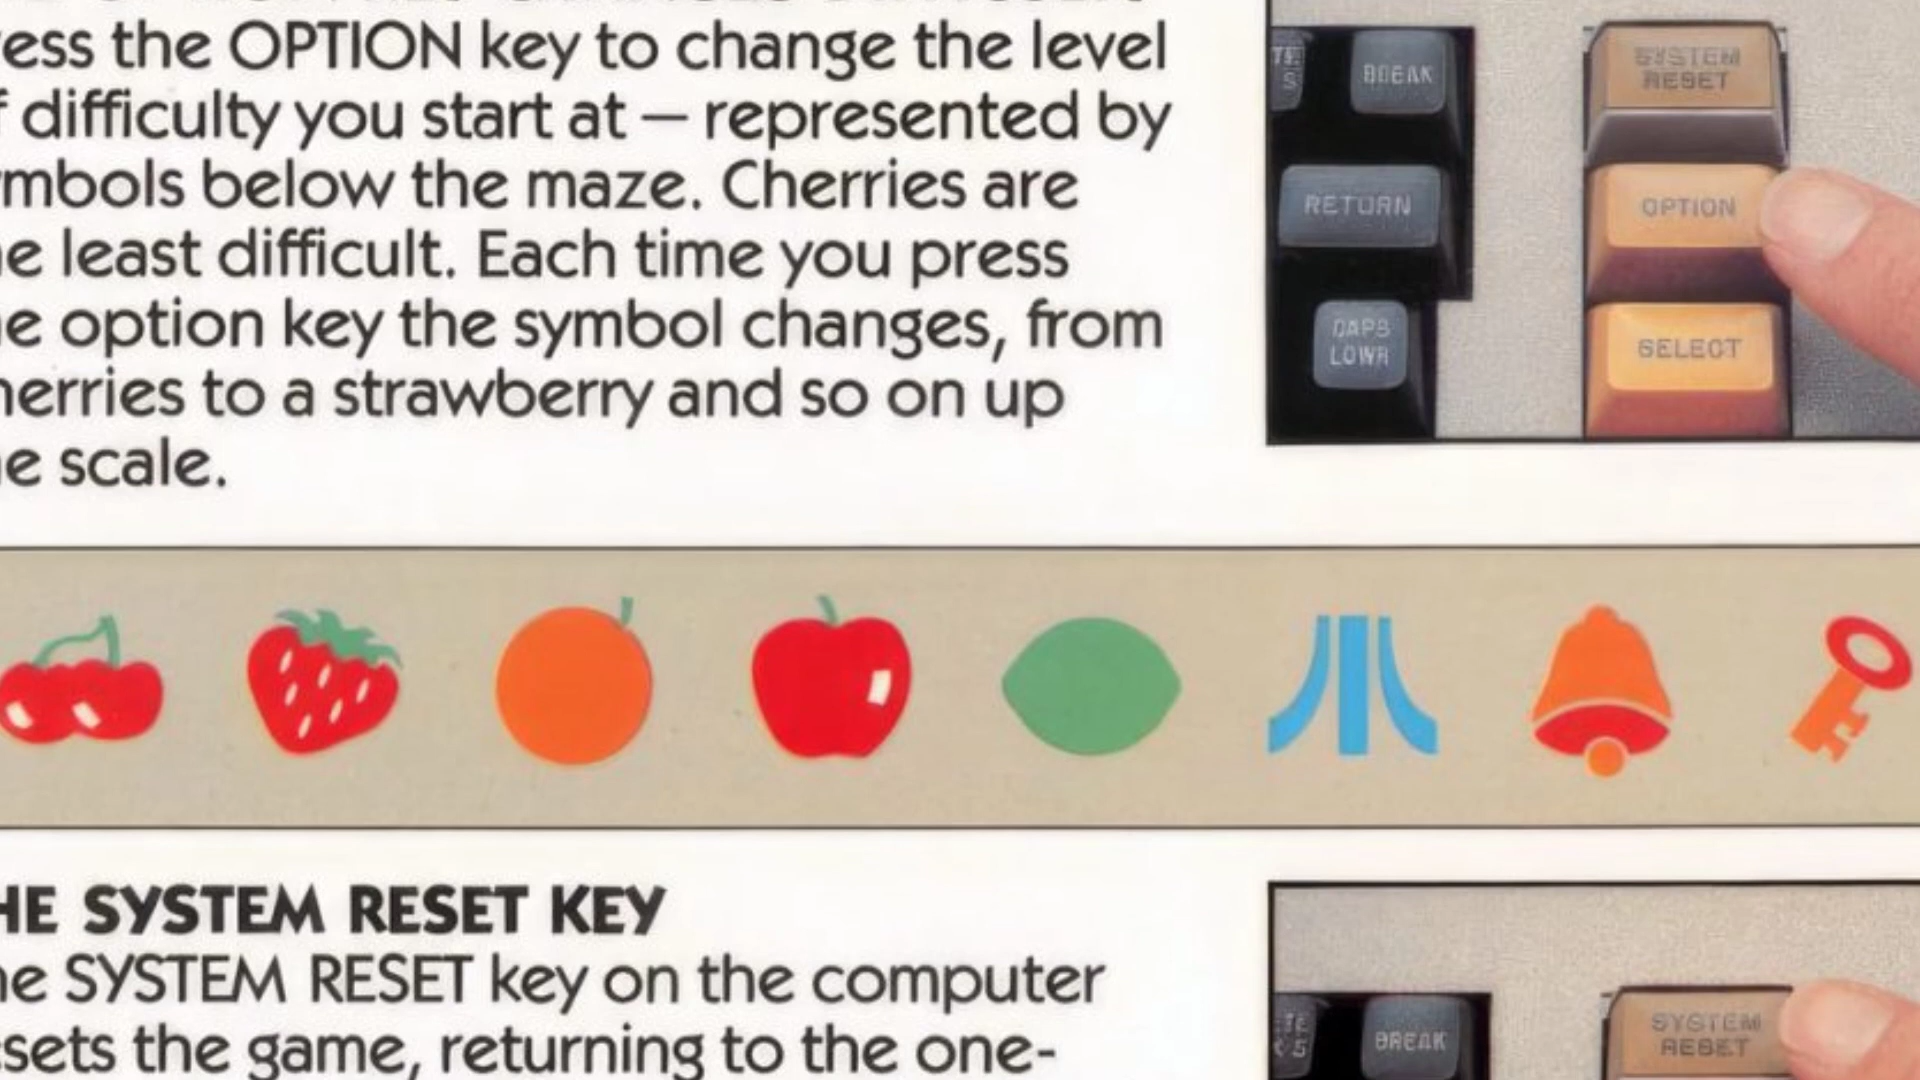 ess the OPTION key to change the level
f difficulty you start at — represented by
mbols below the maze. Cherries are
e least difficult. Each time you press
e option key the symbol changes, from
herries to a strawberry and so on up
e scale.
BREAK
SYSTEM
RESET
RETURN
OPTION
CAPS
LOWR
SELECT
HE SYSTEM RESET KEY
he SYSTEM RESET key on the computer
sets the game, returning to the one-
BREAK
SYSTEM
RESET